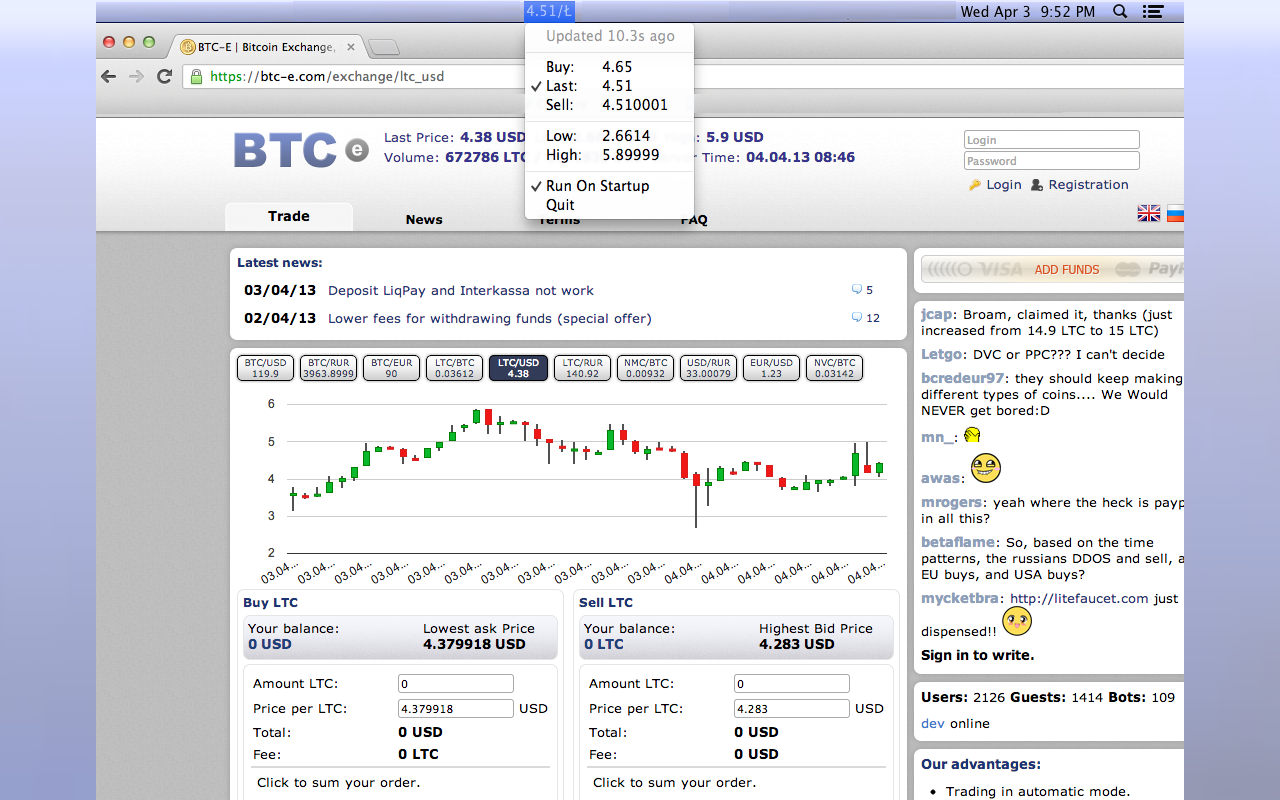 4.51/Ł
Wed Apr 3 9:52 PM
Updated 10.3s ago
Buy: 4.65
✓ Last: 4.51
Sell: 4.510001
Low: 2.6614
High: 5.89999
✓ Run On Startup
Quit
BTC-E | Bitcoin Exchange,
https://btc-e.com/exchange/ltc_usd
BTC e
Last Price: 4.38 USD
5.9 USD
Volume: 672786 LTC
Time: 04.04.13 08:46
Login
Password
Login Registration
Trade News Terms FAQ
Latest news:
03/04/13 Deposit LiqPay and Interkassa not work 5
02/04/13 Lower fees for withdrawing funds (special offer) 12
BTC/USD BTC/RUR BTC/EUR LTC/BTC LTC/USD LTC/RUR NMC/BTC USD/RUR EUR/USD NVC/BTC
119.9 3963.8999 90 0.03612 4.38 140.92 0.00932 33.00079 1.23 0.03142
6
5
4
3
2
03.04... 03.04... 03.04... 03.04... 03.04... 03.04... 03.04... 03.04... 03.04... 03.04... 03.04... 04.04... 04.04... 04.04... 04.04... 04.04... 04.04...
Buy LTC
Your balance: Lowest ask Price
0 USD 4.379918 USD
Amount LTC: 0
Price per LTC: 4.379918 USD
Total: 0 USD
Fee: 0 LTC
Click to sum your order.
Sell LTC
Your balance: Highest Bid Price
0 LTC 4.283 USD
Amount LTC: 0
Price per LTC: 4.283 USD
Total: 0 USD
Fee: 0 USD
Click to sum your order.
VISA ADD FUNDS PayP
jcap: Broam, claimed it, thanks (just
increased from 14.9 LTC to 15 LTC)
Letgo: DVC or PPC??? I can't decide
bcredeur97: they should keep making
different types of coins.... We Would
NEVER get bored:D
mn_:
awas:
mrogers: yeah where the heck is payp
in all this?
betaflame: So, based on the time
patterns, the russians DDOS and sell, a
EU buys, and USA buys?
mycketbra: http://litefaucet.com just
dispensed!!
Sign in to write.
Users: 2126 Guests: 1414 Bots: 109
dev online
Our advantages:
• Trading in automatic mode.